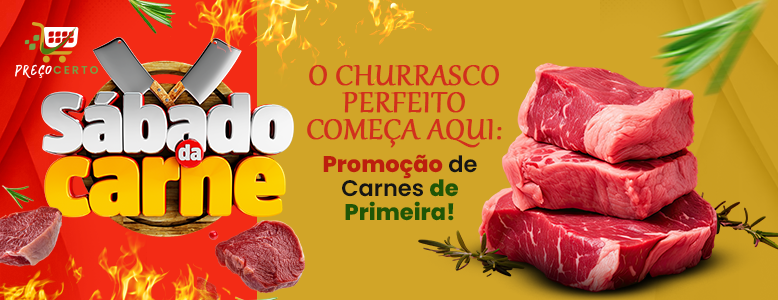 PREÇOCERTO
Sábado
da
carne
O CHURRASCO
PERFEITO
COMEÇA AQUI:
Promoção de
Carnes de
Primeira!